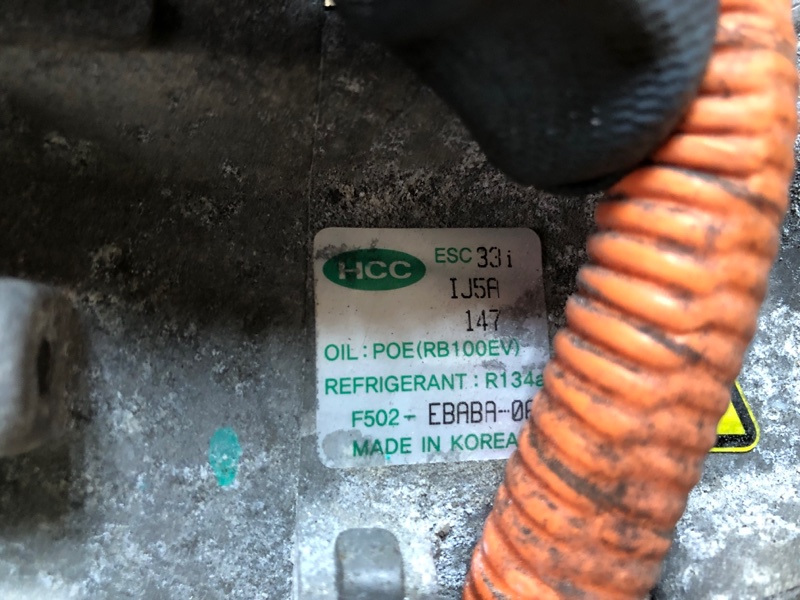 HCC ESC 33i
IJ5A
147
OIL : POE(RB100EV)
REFRIGERANT : R134a
F502- EBABA-0
MADE IN KOREA